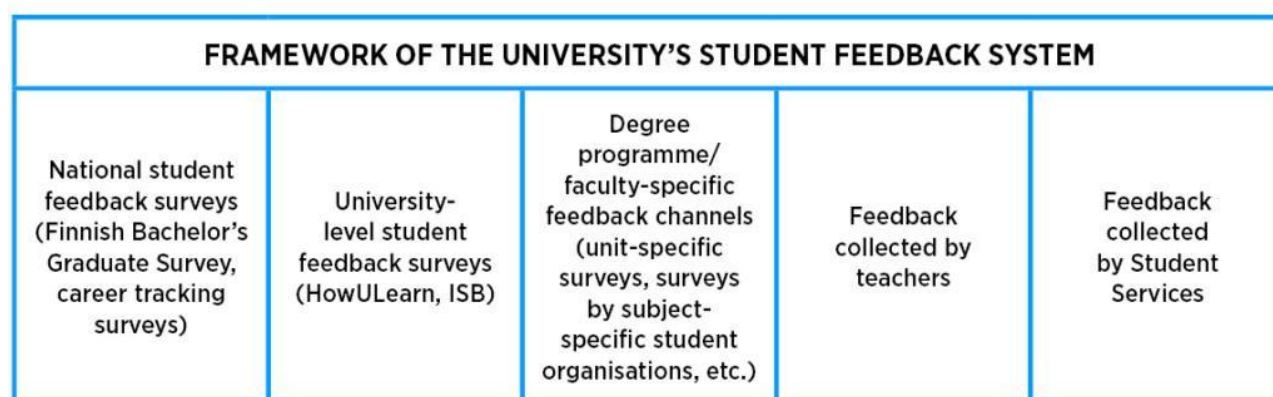 FRAMEWORK OF THE UNIVERSITY’S STUDENT FEEDBACK SYSTEM
National student
feedback surveys
(Finnish Bachelor’s
Graduate Survey,
career tracking
surveys)
University-
level student
feedback surveys
(HowULearn, ISB)
Degree
programme/
faculty-specific
feedback channels
(unit-specific
surveys, surveys
by subject-
specific student
organisations, etc.)
Feedback
collected by
teachers
Feedback
collected
by Student
Services